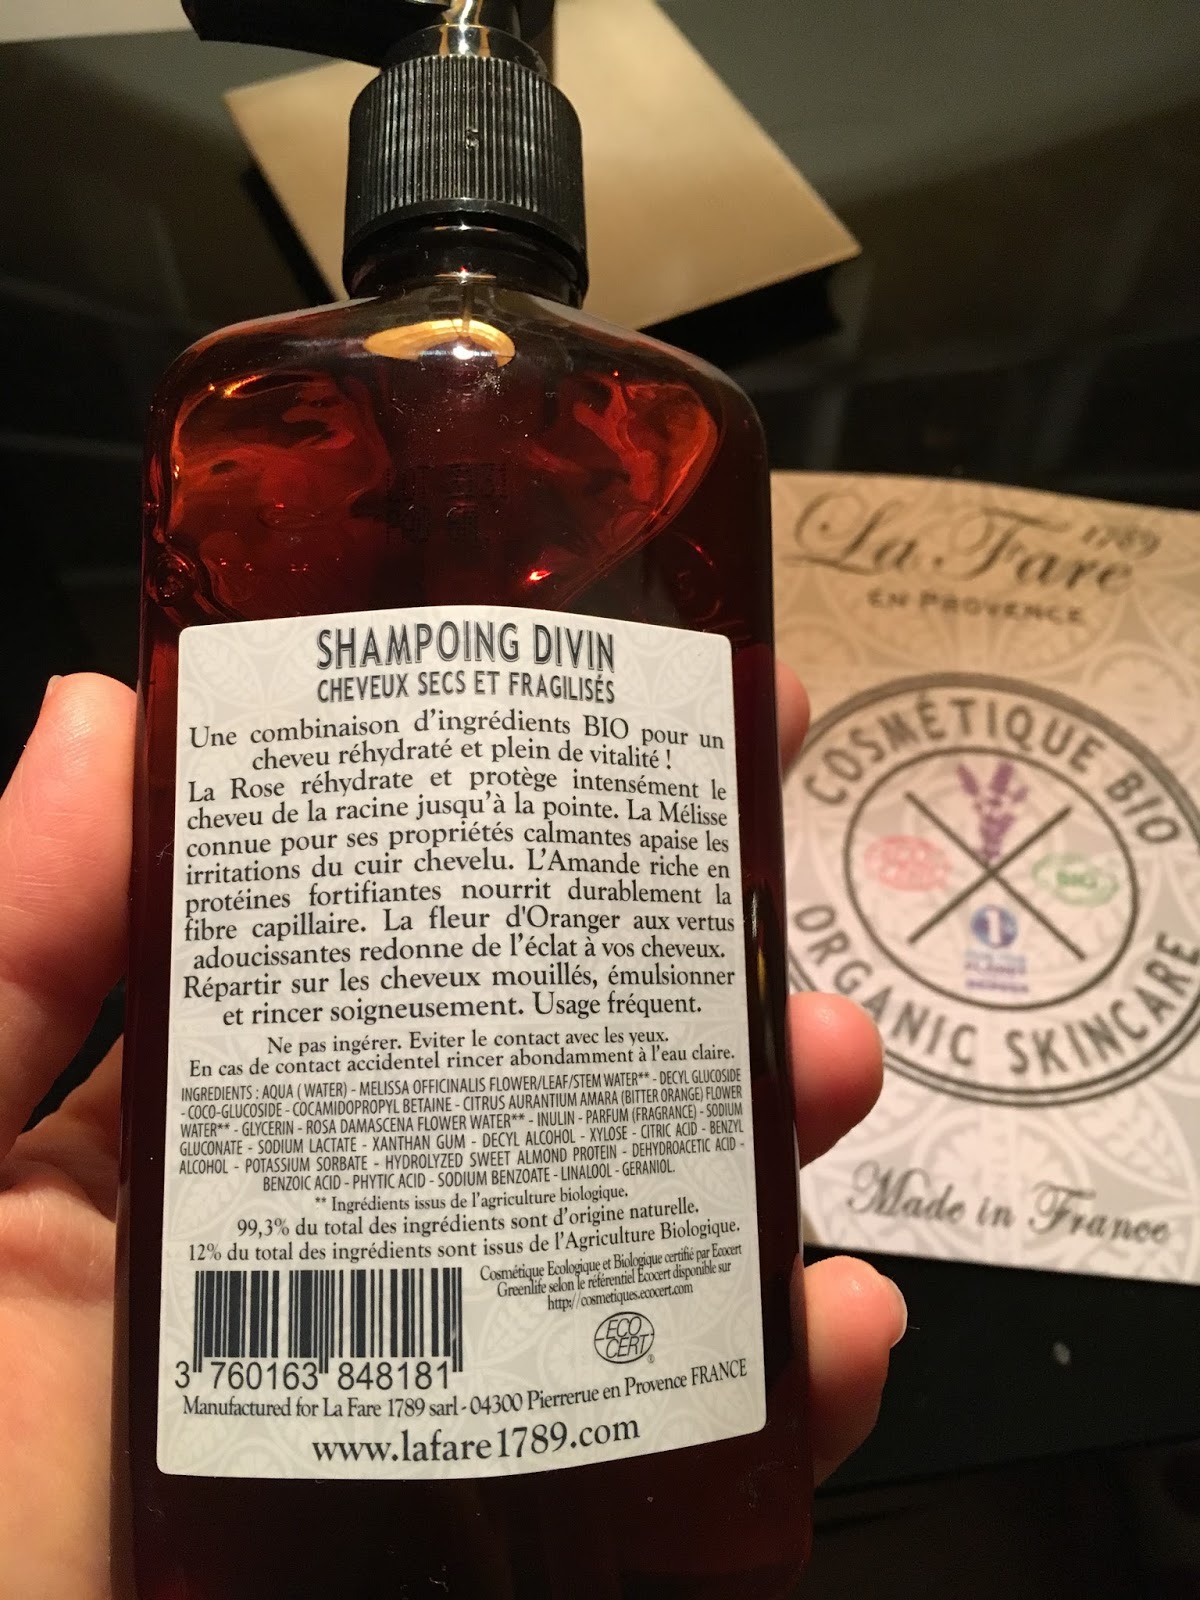 SHAMPOING DIVIN
CHEVEUX SECS ET FRAGILISÉS
Une combinaison d'ingrédients BIO pour un
cheveu réhydraté et plein de vitalité !
La Rose réhydrate et protège intensément le
cheveu de la racine jusqu'à la pointe. La Mélisse
connue pour ses propriétés calmantes apaise les
irritations du cuir chevelu. L'Amande riche en
protéines fortifiantes nourrit durablement la
fibre capillaire. La fleur d'Oranger aux vertus
adoucissantes redonne de l'éclat à vos cheveux.
Répartir sur les cheveux mouillés, émulsionner
et rincer soigneusement. Usage fréquent.
Ne pas ingérer. Eviter le contact avec les yeux.
En cas de contact accidentel rincer abondamment à l'eau claire.
INGREDIENTS : AQUA ( WATER) - MELISSA OFFICINALIS FLOWER/LEAF/STEM WATER** - DECYL GLUCOSIDE
- COCO-GLUCOSIDE - COCAMIDOPROPYL BETAINE - CITRUS AURANTIUM AMARA (BITTER ORANGE) FLOWER
WATER** - GLYCERIN - ROSA DAMASCENA FLOWER WATER** - INULIN - PARFUM (FRAGRANCE) - SODIUM
GLUCONATE - SODIUM LACTATE - XANTHAN GUM - DECYL ALCOHOL - XYLOSE - CITRIC ACID - BENZYL
ALCOHOL - POTASSIUM SORBATE - HYDROLYZED SWEET ALMOND PROTEIN - DEHYDROACETIC ACID -
BENZOIC ACID - PHYTIC ACID - SODIUM BENZOATE - LINALOOL - GERANIOL.
** Ingrédients issus de l'agriculture biologique.
99,3% du total des ingrédients sont d'origine naturelle.
12% du total des ingrédients sont issus de l'Agriculture Biologique.
Cosmétique Ecologique et Biologique certifié par Ecocert
Greenlife selon le référentiel Ecocert disponible sur
http://cosmetiques.ecocert.com
ECO
CERT®
3 760163 848181
Manufactured for La Fare 1789 sarl - 04300 Pierrerue en Provence FRANCE
www.lafare1789.com
La Fare 1789
EN PROVENCE
COSMÉTIQUE BIO
BIO
ORGANIC SKINCARE
Made in France